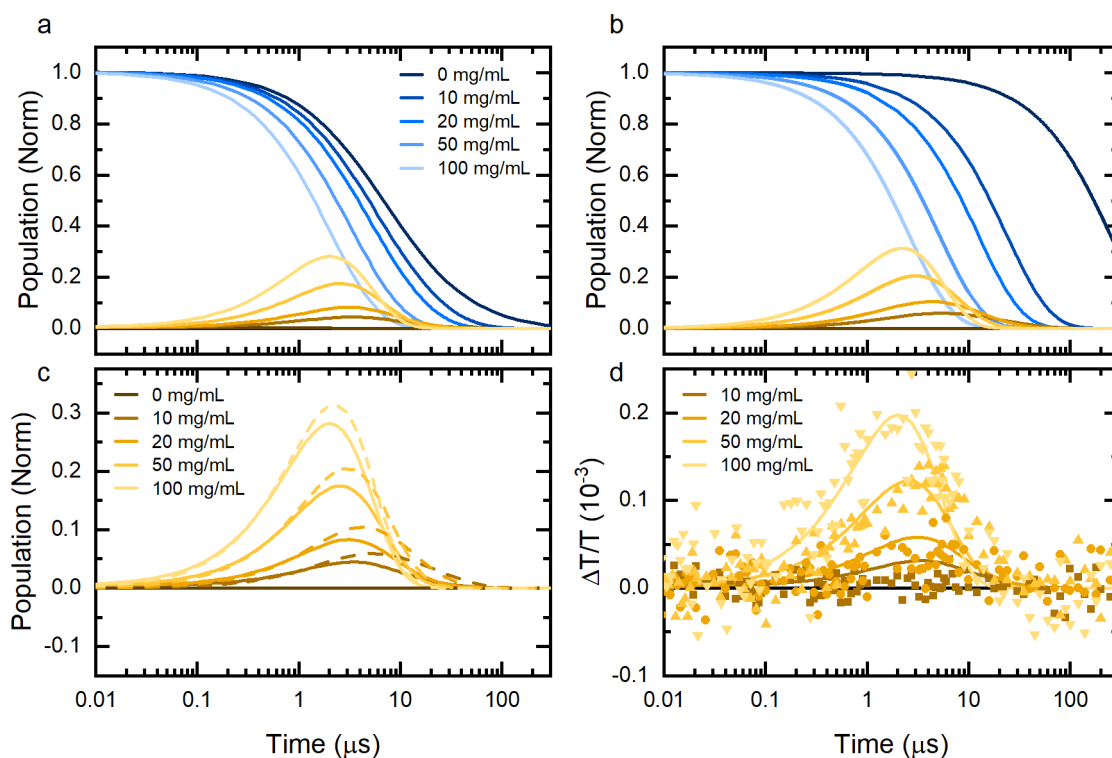 a
Population (Norm)
1.0
0.8
0.6
0.4
0.2
0.0
0 mg/mL
10 mg/mL
20 mg/mL
50 mg/mL
100 mg/mL
b
Population (Norm)
1.0
0.8
0.6
0.4
0.2
0.0
c
Population (Norm)
0.3
0.2
0.1
0.0
-0.1
0 mg/mL
10 mg/mL
20 mg/mL
50 mg/mL
100 mg/mL
0.01 0.1 1 10 100
Time (μs)
d
ΔT/T (10⁻³)
0.2
0.1
0.0
-0.1
10 mg/mL
20 mg/mL
50 mg/mL
100 mg/mL
0.01 0.1 1 10 100
Time (μs)